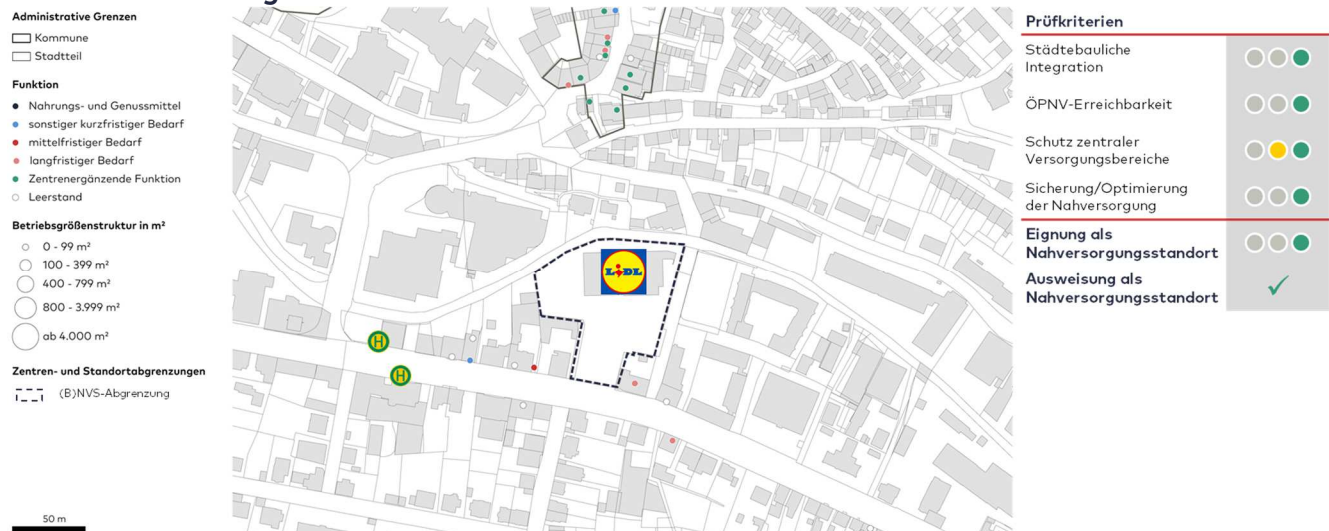 Administrative Grenzen
Kommune
Stadtteil
Funktion
Nahrungs- und Genussmittel
sonstiger kurzfristiger Bedarf
mittelfristiger Bedarf
langfristiger Bedarf
Zentrenergänzende Funktion
Leerstand
Betriebsgrößenstruktur in m²
0 - 99 m²
100 - 399 m²
400 - 799 m²
800 - 3.999 m²
ab 4.000 m²
Zentren- und Standortabgrenzungen
(B)NVS-Abgrenzung
50 m
LiDL
H
H
Prüfkriterien
Städtebauliche
Integration
ÖPNV-Erreichbarkeit
Schutz zentraler
Versorgungsbereiche
Sicherung/Optimierung
der Nahversorgung
Eignung als
Nahversorgungsstandort
Ausweisung als
Nahversorgungsstandort